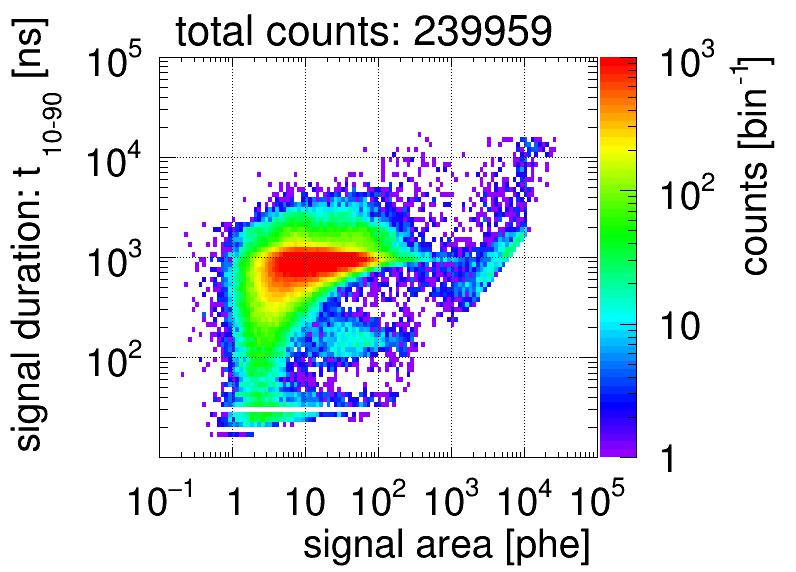 total counts: 239959
signal duration: t 10-90 [ns]
10^5
10^4
10^3
10^2
10^−1 1 10 10^2 10^3 10^4 10^5
signal area [phe]
10^3
10^2
10
1
counts [bin^-1]